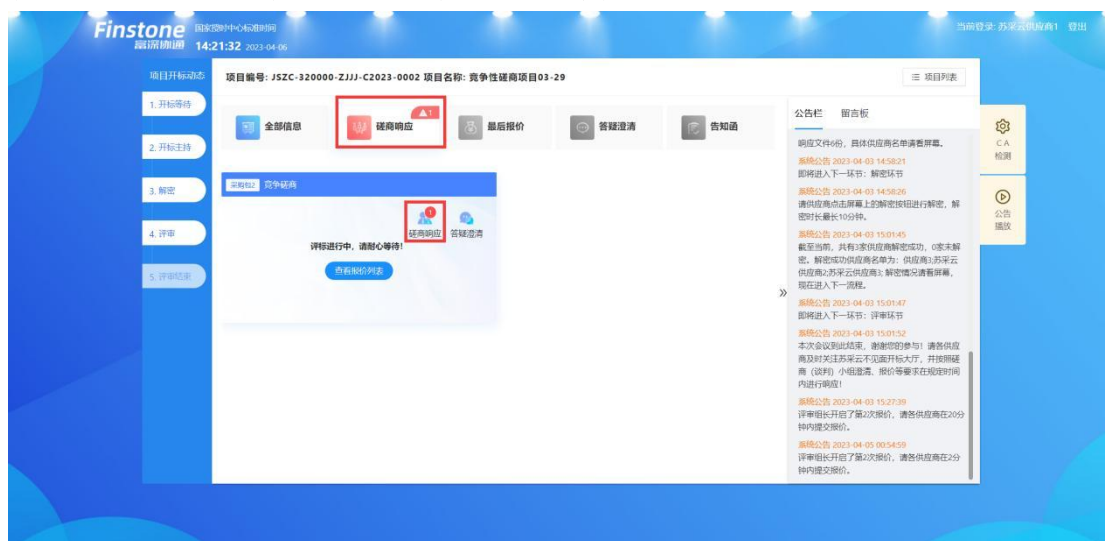 Finstone
富深协通
国家授时中心标准时间
14:21:32 2023-04-06
当前登录: 苏采云供应商1 登出
项目开标动态
1. 开标等待
2. 开标主持
3. 解密
4. 评审
5. 评审结束
项目编号: JSZC-320000-ZJJJ-C2023-0002 项目名称: 竞争性磋商项目03-29
项目列表
全部信息
磋商响应
1
最后报价
答疑澄清
告知函
采购包2 竞争磋商
1
磋商响应
答疑澄清
评标进行中，请耐心等待!
查看报价列表
公告栏 留言板
响应文件6份，具体供应商名单请看屏幕。
系统公告 2023-04-03 14:58:21
即将进入下一环节：解密环节
系统公告 2023-04-03 14:58:26
请供应商点击屏幕上的解密按钮进行解密，解
密时长最长10分钟。
系统公告 2023-04-03 15:01:45
截至当前，共有3家供应商解密成功，0家未解
密。解密成功供应商名单为：供应商3;苏采云
供应商2;苏采云供应商3; 解密情况请看屏幕，
现在进入下一流程。
系统公告 2023-04-03 15:01:47
即将进入下一环节：评审环节
系统公告 2023-04-03 15:01:52
本次会议到此结束，谢谢您的参与！请各供应
商及时关注苏采云不见面开标大厅，并按照磋
商（谈判）小组澄清、报价等要求在规定时间
内进行响应！
系统公告 2023-04-03 15:27:39
评审组长开启了第2次报价，请各供应商在20分
钟内提交报价。
系统公告 2023-04-05 00:54:59
评审组长开启了第2次报价，请各供应商在2分
钟内提交报价。
CA
检测
公告
播放